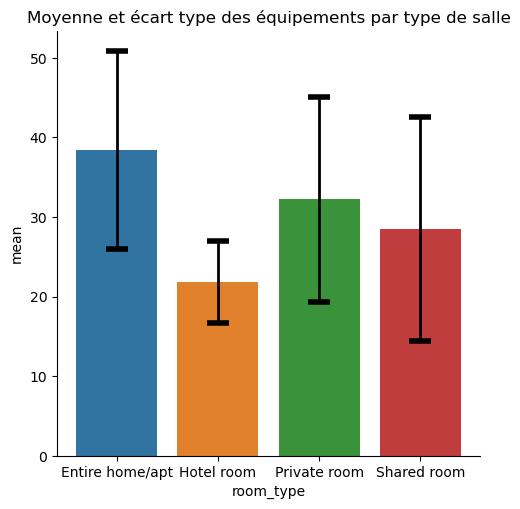 Moyenne et écart type des équipements par type de salle
50
40
30
20
10
0
mean
Entire home/apt Hotel room Private room Shared room
room_type